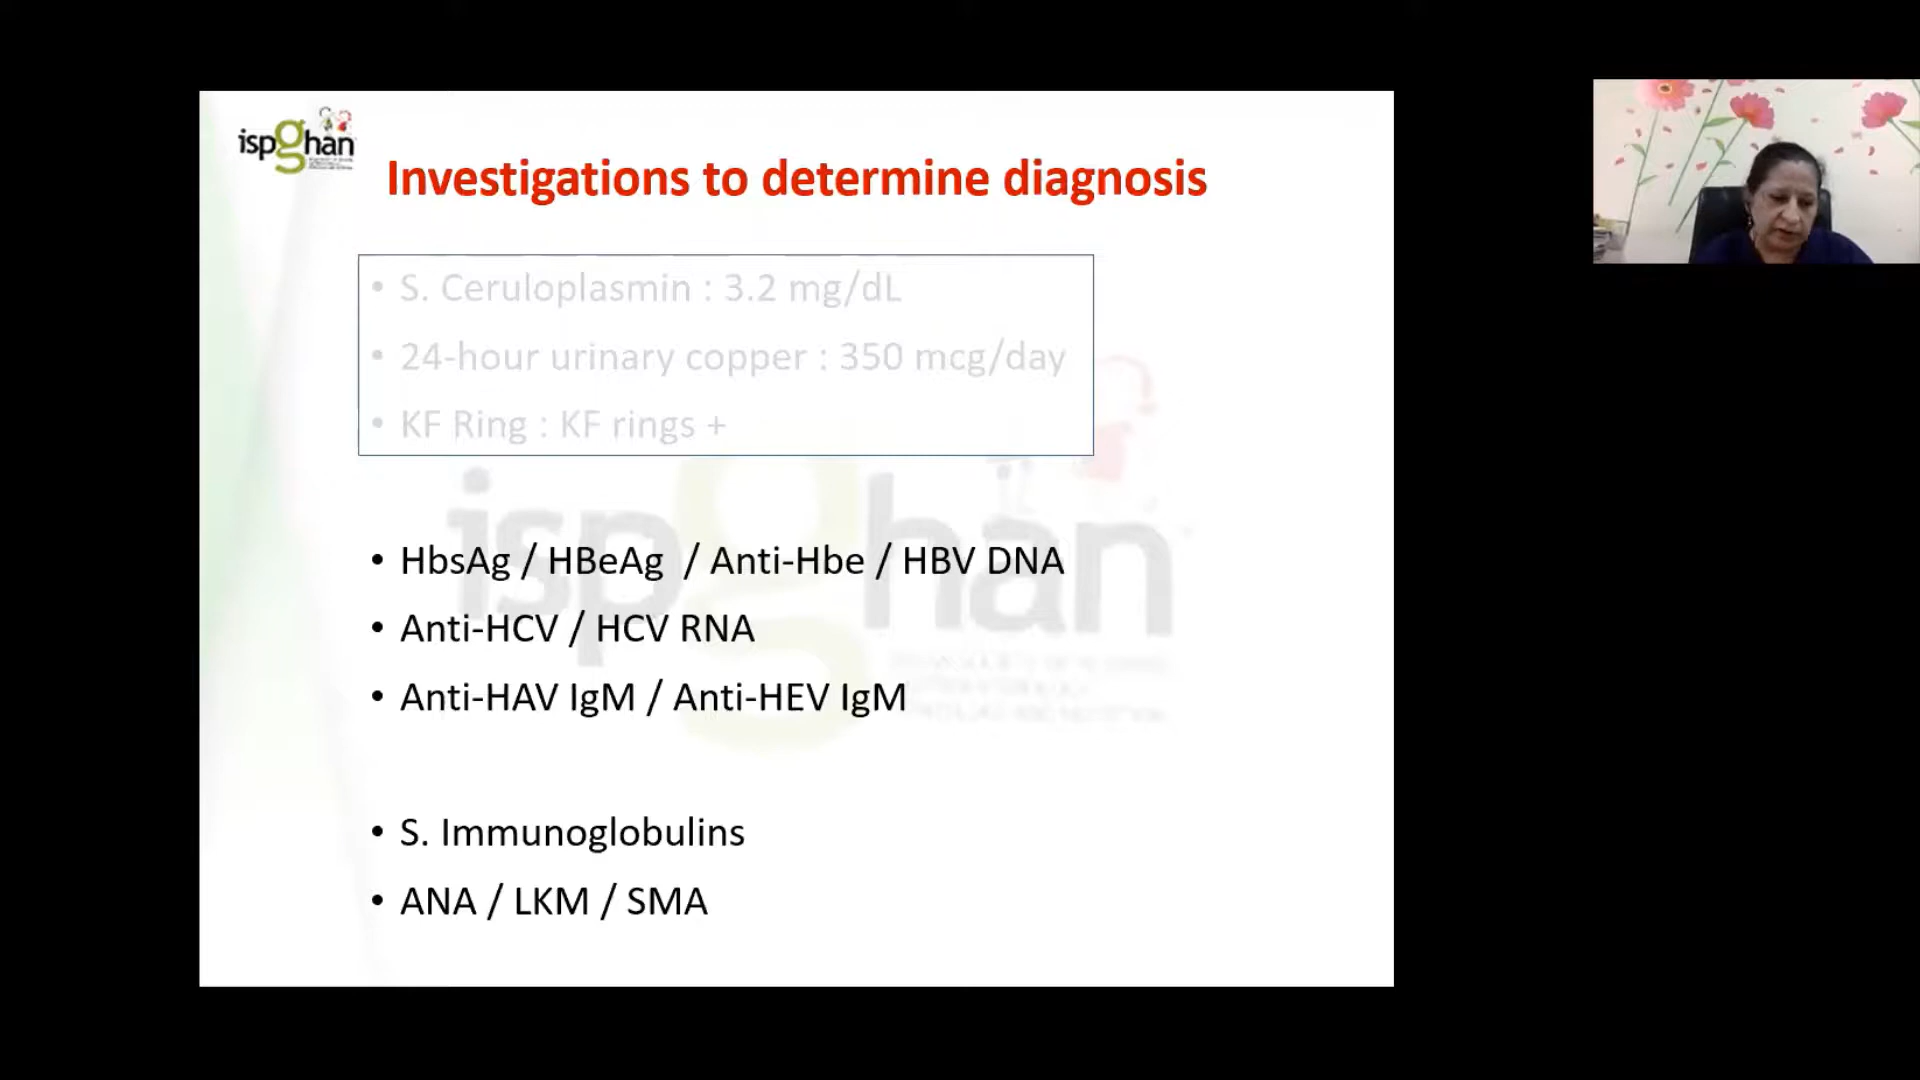 ispghan
Investigations to determine diagnosis
• S. Ceruloplasmin : 3.2 mg/dL
• 24-hour urinary copper : 350 mcg/day
• KF Ring : KF rings +
ispghan
• HbsAg / HBeAg / Anti-Hbe / HBV DNA
• Anti-HCV / HCV RNA
• Anti-HAV IgM / Anti-HEV IgM
• S. Immunoglobulins
• ANA / LKM / SMA